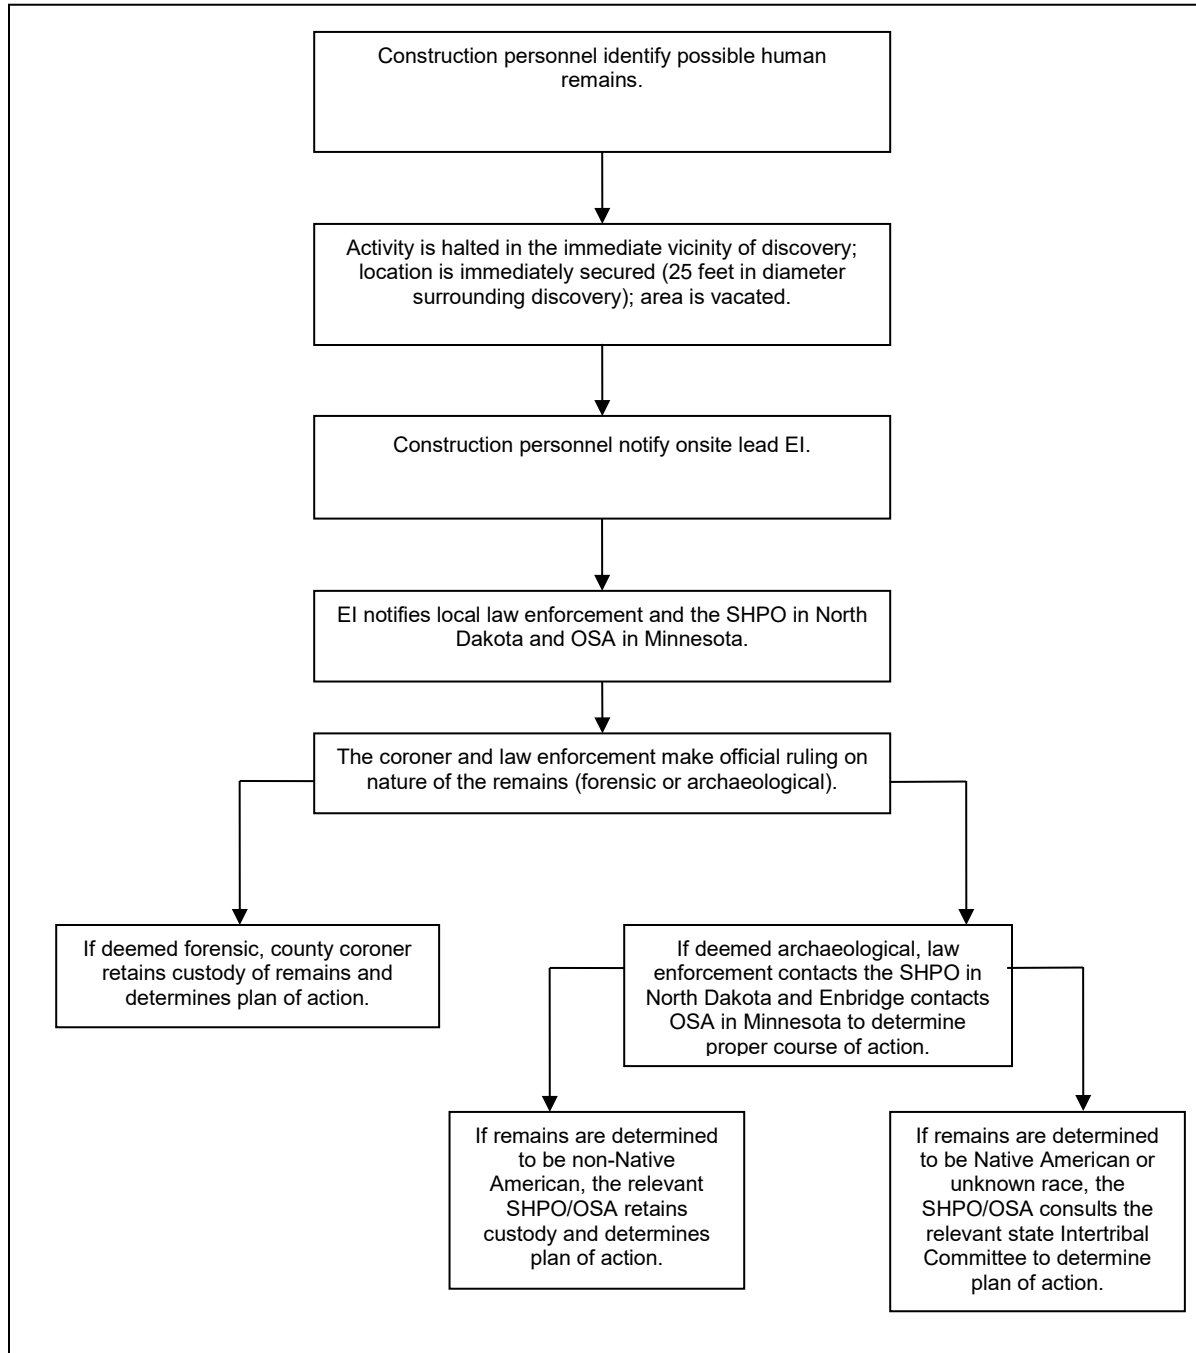 Construction personnel identify possible human
remains.
Activity is halted in the immediate vicinity of discovery;
location is immediately secured (25 feet in diameter
surrounding discovery); area is vacated.
Construction personnel notify onsite lead EI.
EI notifies local law enforcement and the SHPO in North
Dakota and OSA in Minnesota.
The coroner and law enforcement make official ruling on
nature of the remains (forensic or archaeological).
If deemed forensic, county coroner
retains custody of remains and
determines plan of action.
If deemed archaeological, law
enforcement contacts the SHPO in
North Dakota and Enbridge contacts
OSA in Minnesota to determine
proper course of action.
If remains are determined
to be non-Native
American, the relevant
SHPO/OSA retains
custody and determines
plan of action.
If remains are determined
to be Native American or
unknown race, the
SHPO/OSA consults the
relevant state Intertribal
Committee to determine
plan of action.